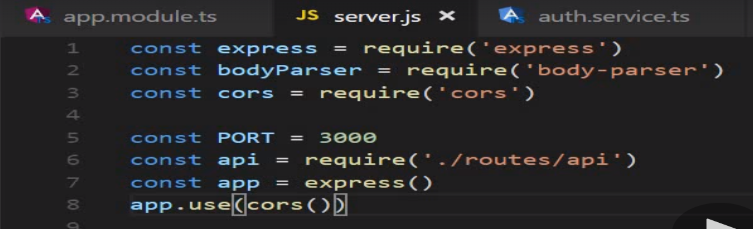 app.module.ts JS server.js × auth.service.ts
1 const express = require('express')
2 const bodyParser = require('body-parser')
3 const cors = require('cors')
4
5 const PORT = 3000
6 const api = require('./routes/api')
7 const app = express()
8 app.use(cors())
9